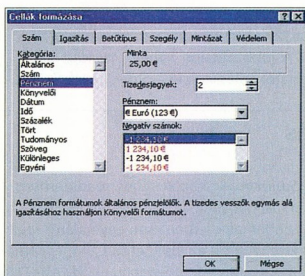 Cellák formázása
Szám Igazítás Betűtípus Szegély Mintázat Védelem
Kategória:
Általános
Szám
Pénznem
Könyvelői
Dátum
Idő
Százalék
Tört
Tudományos
Szöveg
Különleges
Egyéni
Minta
25,00 €
Tizedesjegyek: 2
Pénznem:
€ Euró (123 €)
Negatív számok:
-1 234,10 €
1 234,10 €
-1 234,10 €
-1 234,10 €
A Pénznem formátumok általános pénzjelölők. A tizedes vesszők egymás alá
igazításához használjon Könyvelői formátumot.
OK Mégse